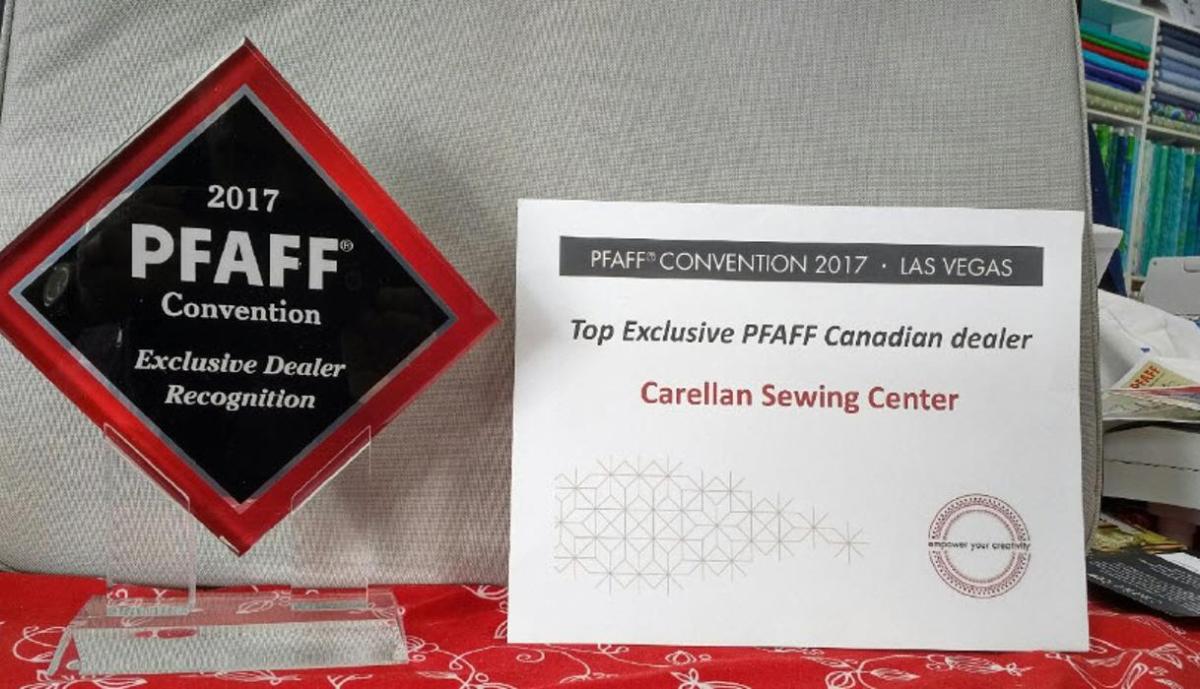 2017
PFAFF®
Convention
Exclusive Dealer
Recognition
PFAFF® CONVENTION 2017 · LAS VEGAS
Top Exclusive PFAFF Canadian dealer
Carellan Sewing Center
empower your creativity
PFAFF